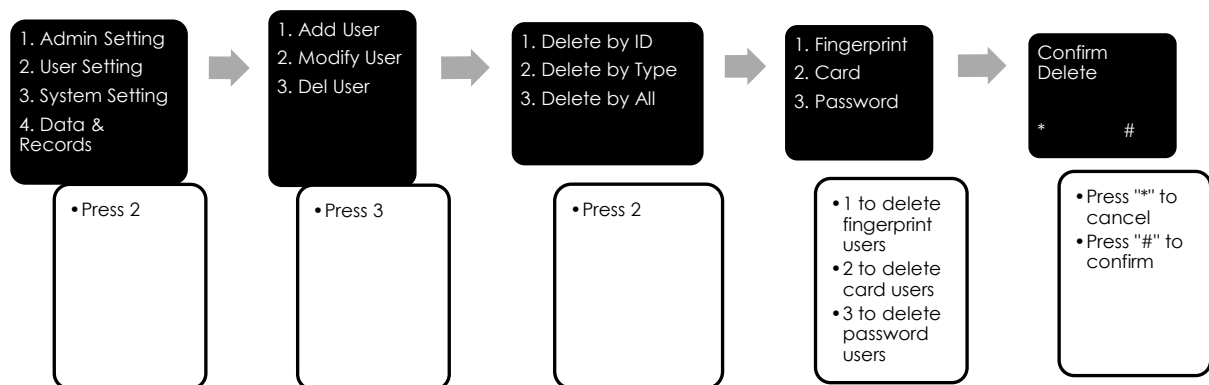 1. Admin Setting
2. User Setting
3. System Setting
4. Data &
Records
1. Add User
2. Modify User
3. Del User
1. Delete by ID
2. Delete by Type
3. Delete by All
1. Fingerprint
2. Card
3. Password
Confirm
Delete
* #
• Press 2
• Press 3
• Press 2
• 1 to delete
fingerprint
users
• 2 to delete
card users
• 3 to delete
password
users
• Press "*" to
cancel
• Press "#" to
confirm